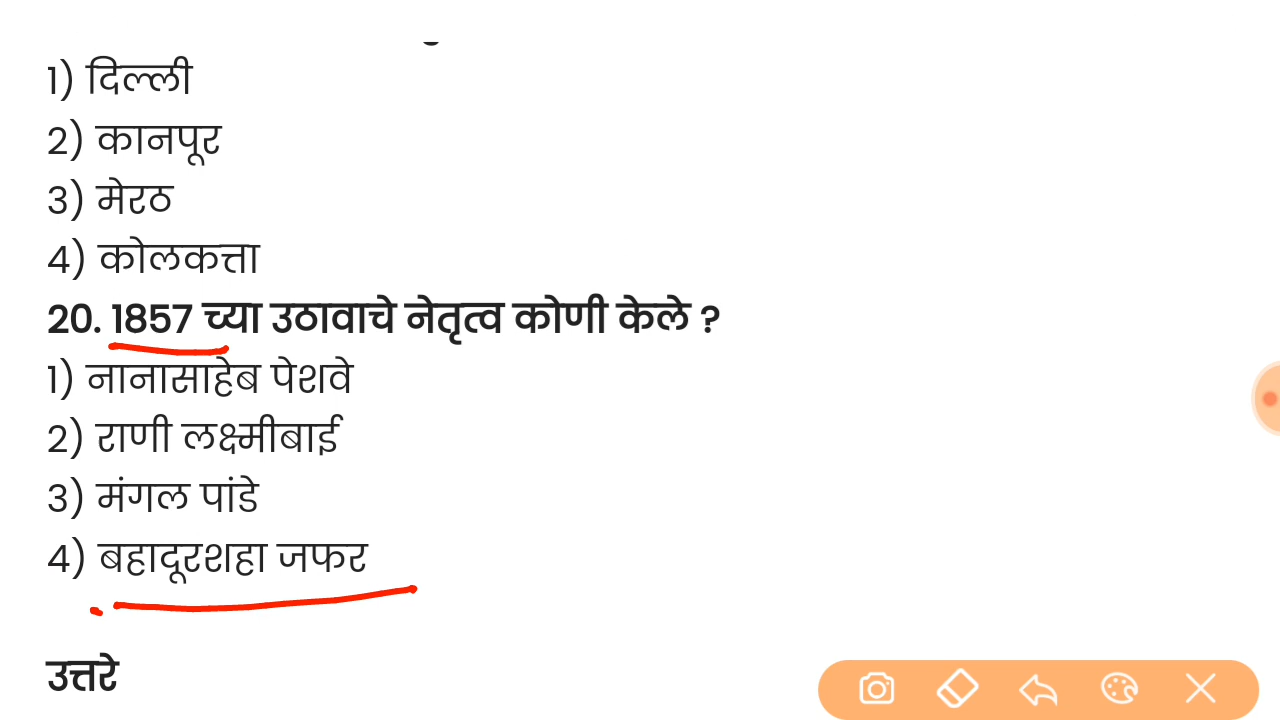 1) दिल्ली
2) कानपूर
3) मेरठ
4) कोलकत्ता
20. 1857 च्या उठावाचे नेतृत्व कोणी केले ?
1) नानासाहेब पेशवे
2) राणी लक्ष्मीबाई
3) मंगल पांडे
4) बहादूरशहा जफर
उत्तरे